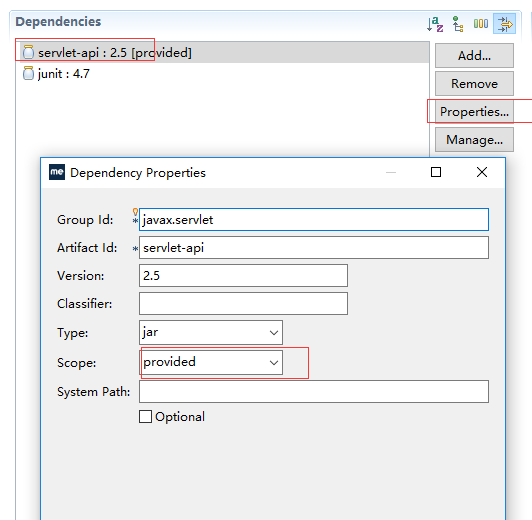 Dependencies
servlet-api : 2.5 [provided]
junit : 4.7
Add...
Remove
Properties...
Manage...
me Dependency Properties
Group Id: * javax.servlet
Artifact Id: * servlet-api
Version: 2.5
Classifier:
Type: jar
Scope: provided
System Path:
Optional